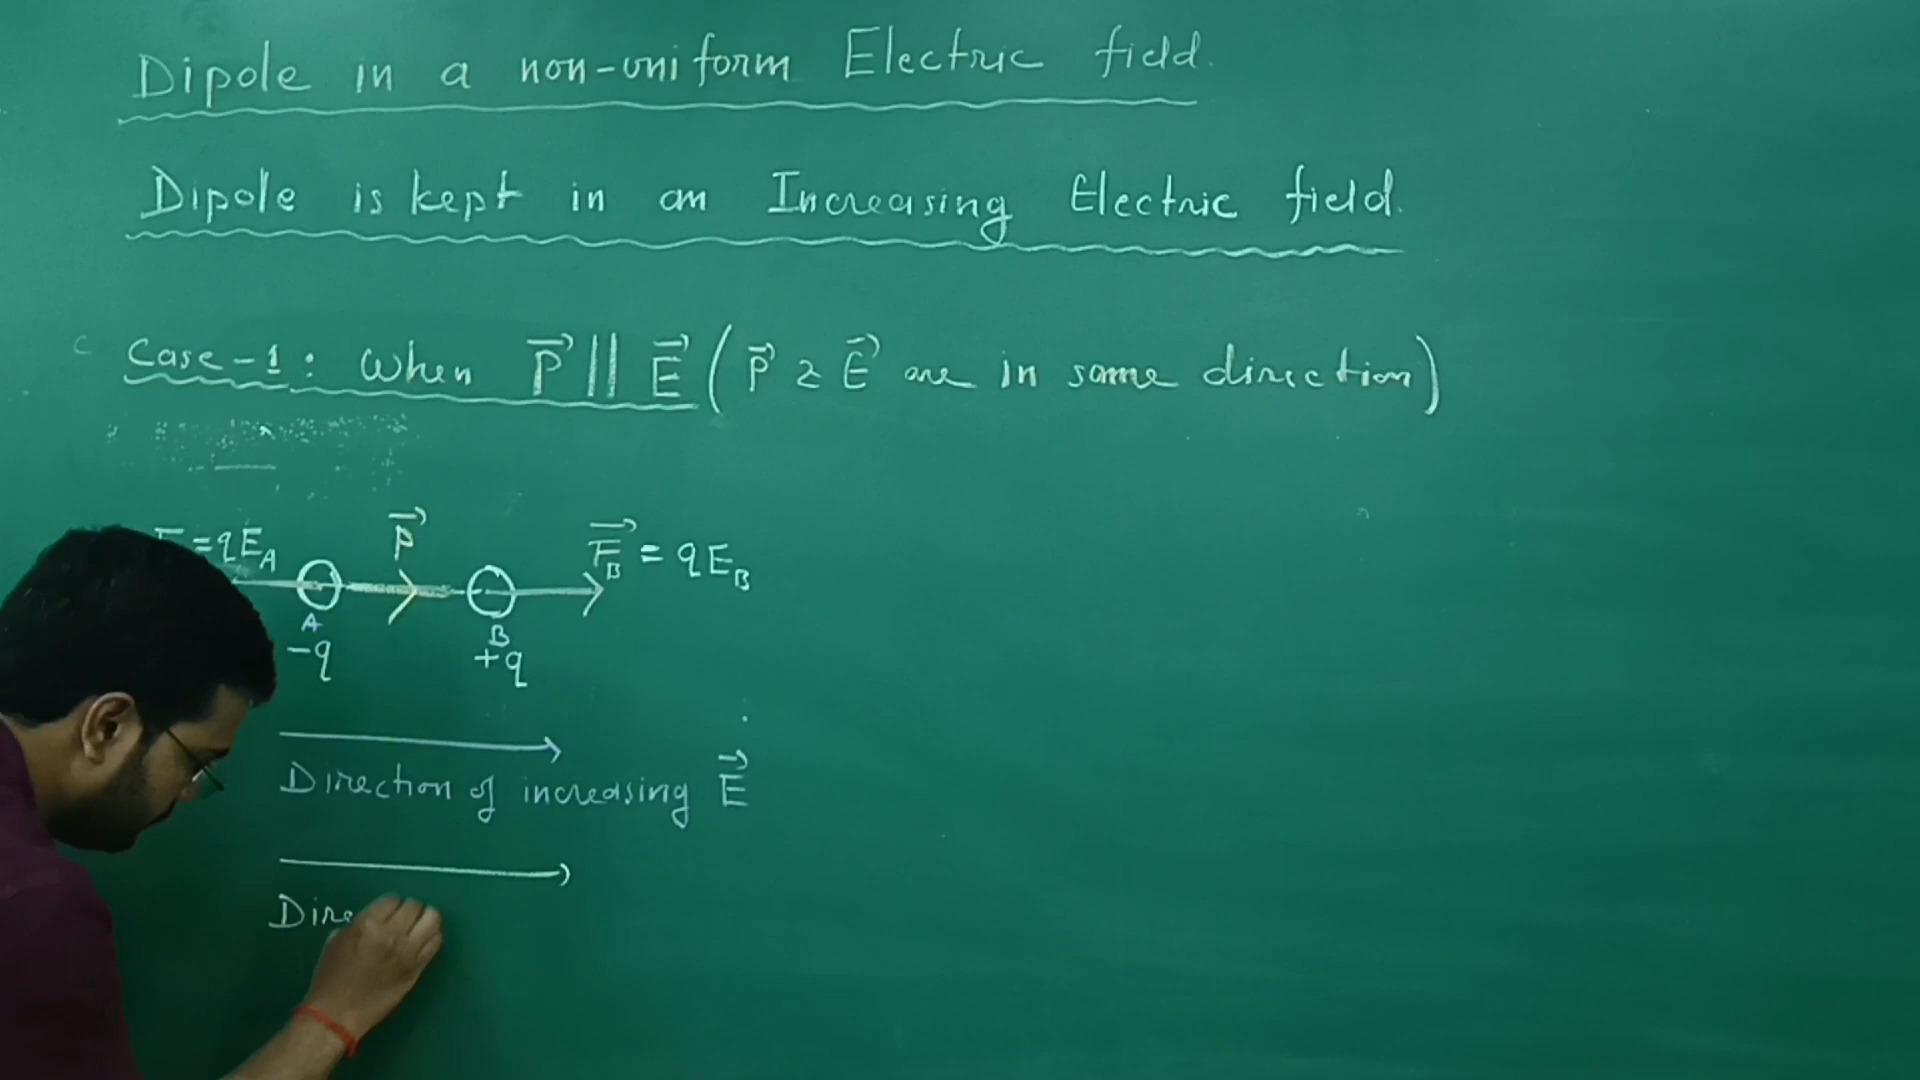 Dipole in a non-uniform Electric field.
Dipole is kept in an Increasing Electric field.
Case-1: When P⃗ || E⃗ (P⃗ & E⃗ are in same direction)
=qE_A
P⃗
F⃗_B = qE_B
A
B
-q
+q
Direction of increasing E⃗
Dire